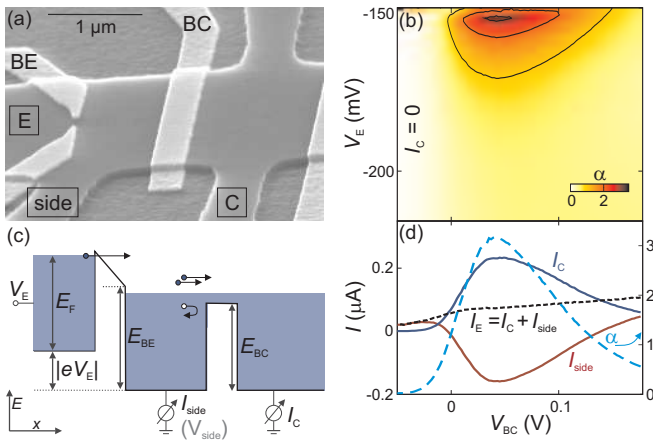 (a)
1 μm
BC
BE
E
side
C
(b)
-150
V_E (mV)
-200
I_C = 0
α
0 2
(c)
V_E
E_F
|eV_E|
E_BE
E_BC
E
x
I_side
(V_side)
I_C
(d)
I (μA)
0.2
0
-0.2
I_C
I_E = I_C + I_side
α
I_side
3
2
1
0
0 0.1
V_BC (V)